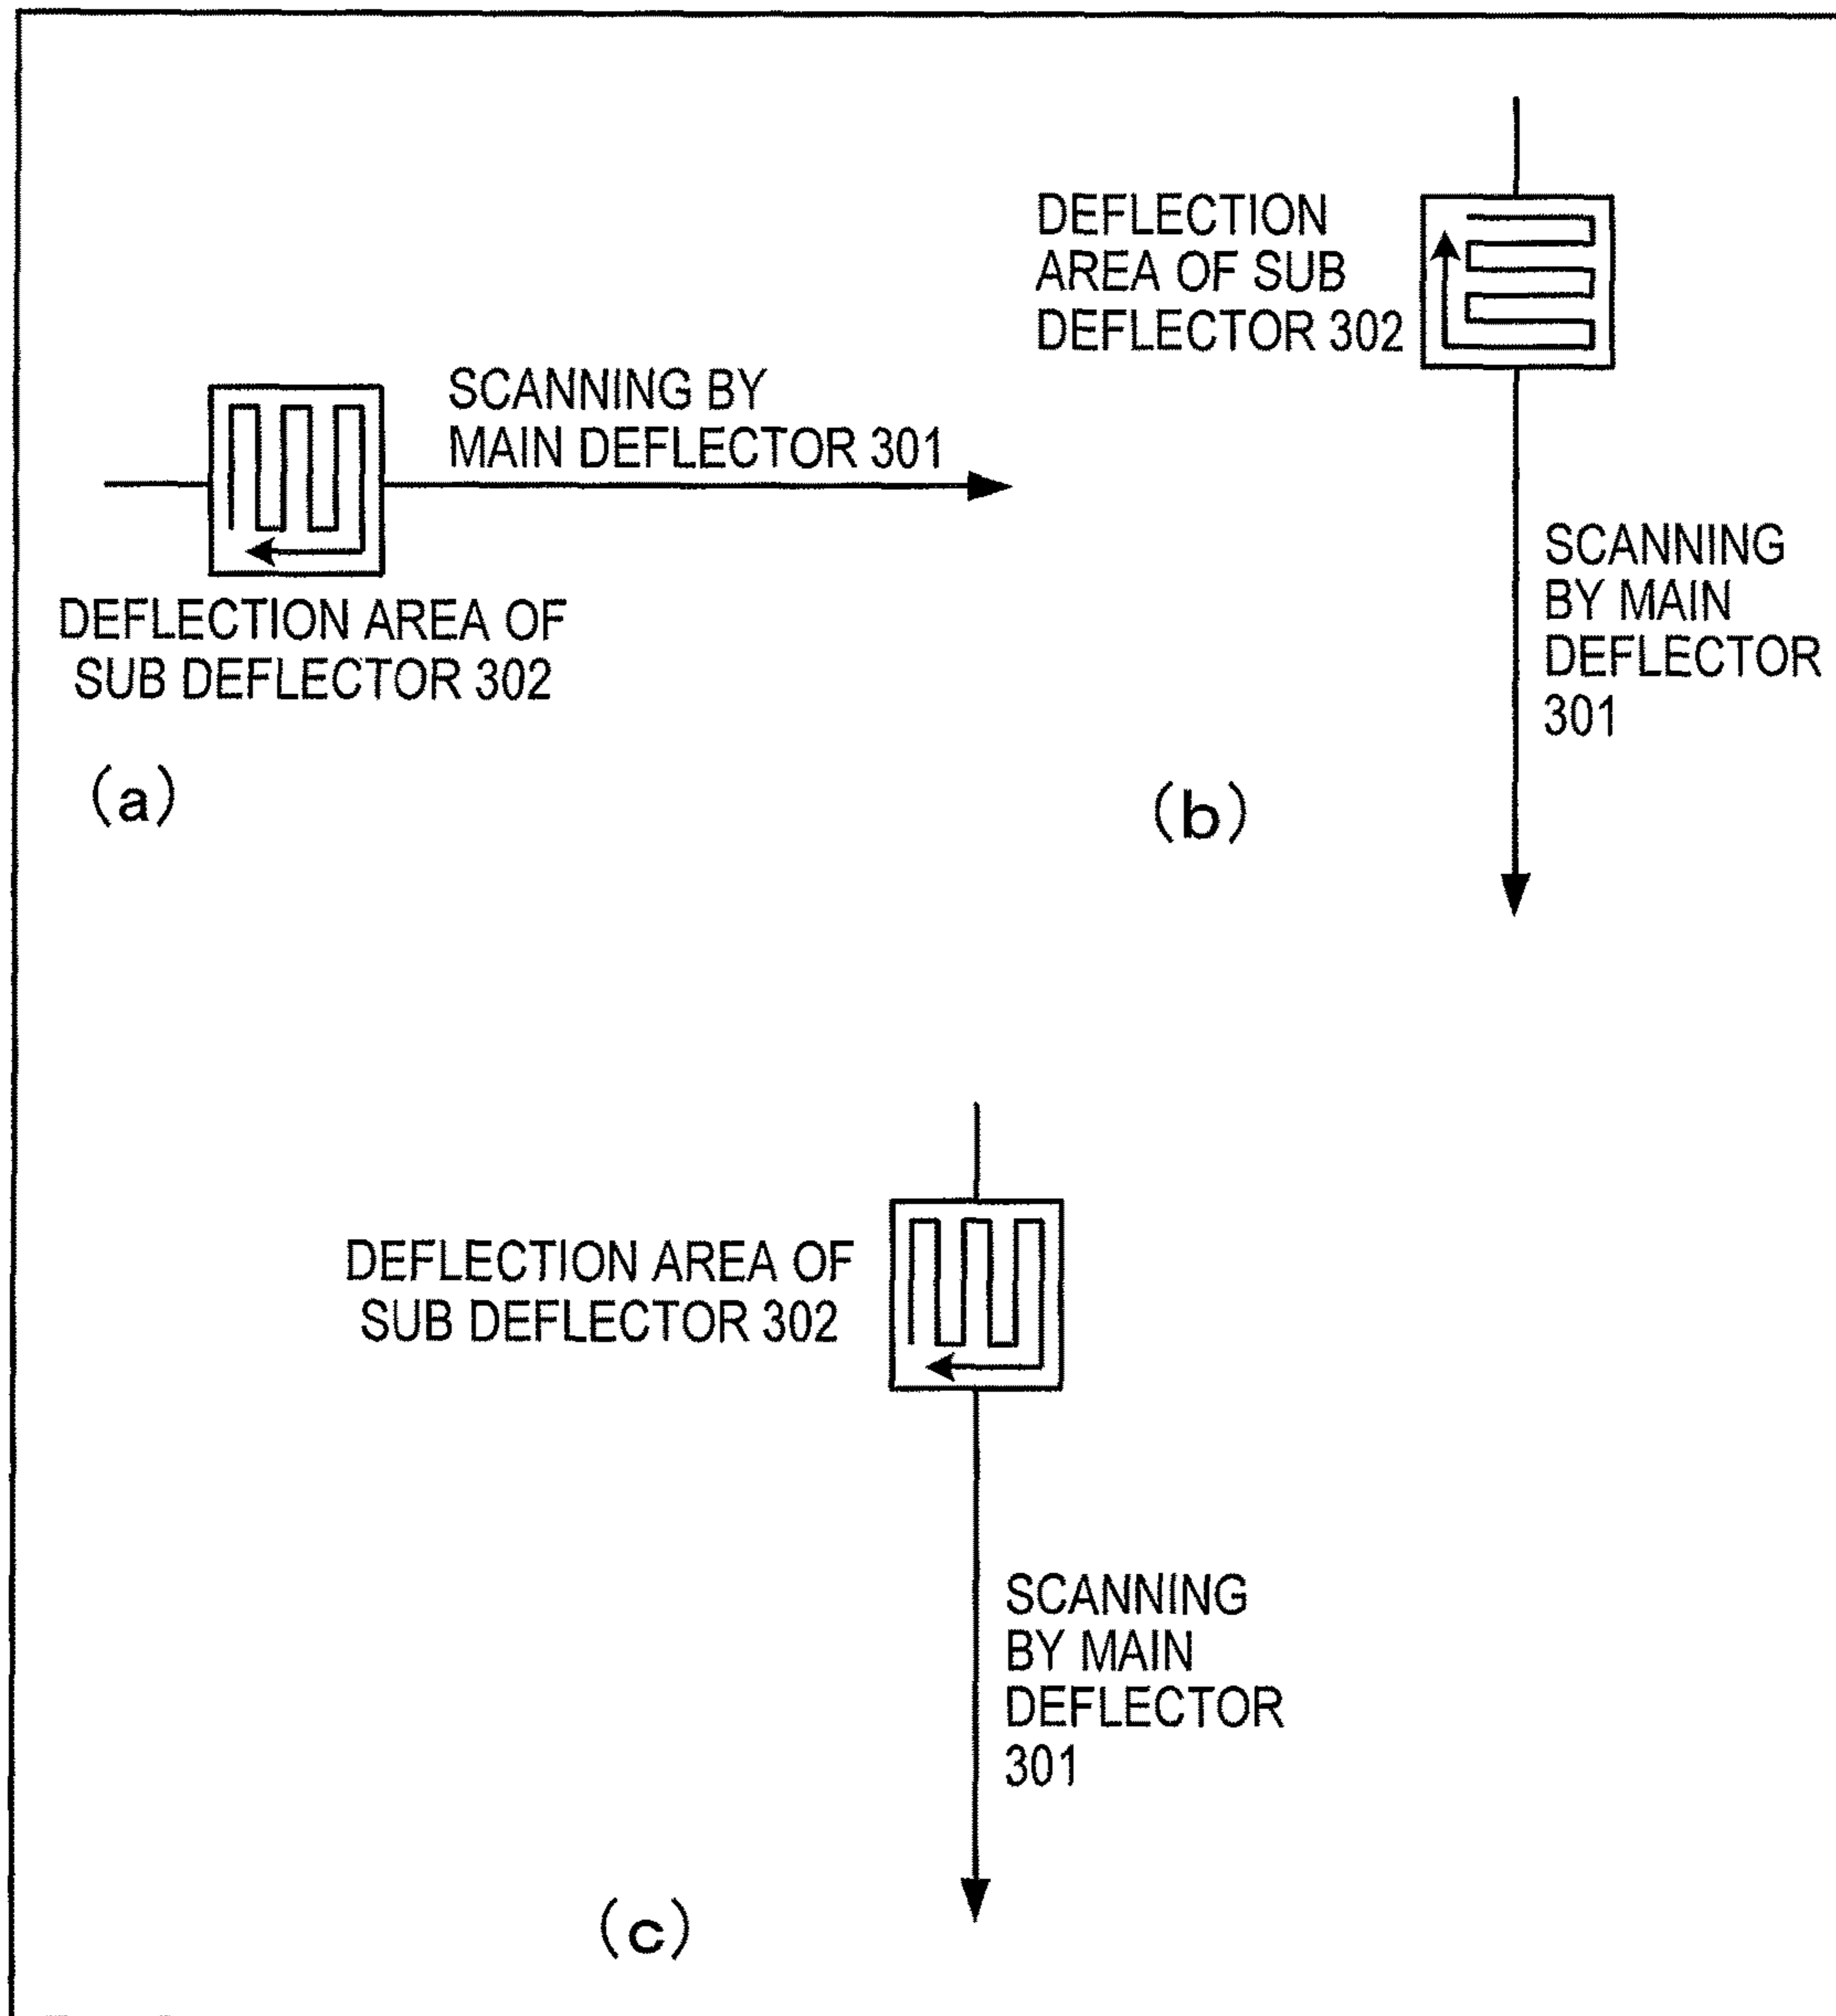 SCANNING BY
MAIN DEFLECTOR 301
DEFLECTION AREA OF
SUB DEFLECTOR 302
(a)
DEFLECTION
AREA OF SUB
DEFLECTOR 302
SCANNING
BY MAIN
DEFLECTOR
301
(b)
DEFLECTION AREA OF
SUB DEFLECTOR 302
SCANNING
BY MAIN
DEFLECTOR
301
(c)